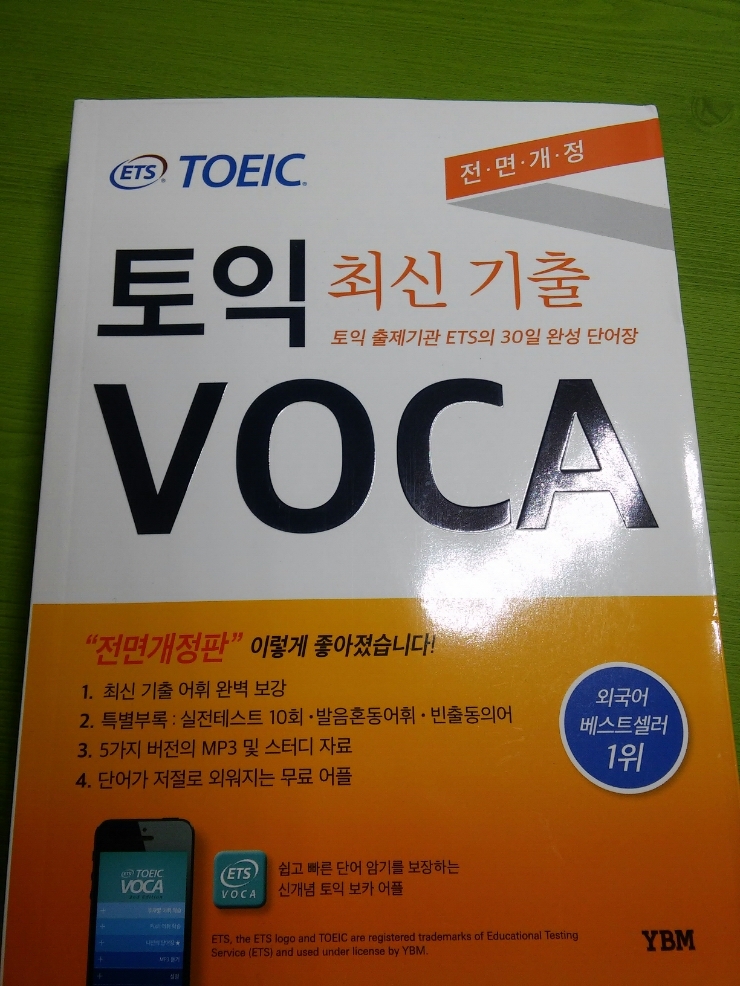 ETS® TOEIC®
전·면·개·정
토익 최신 기출
토익 출제기관 ETS의 30일 완성 단어장
VOCA
“전면개정판” 이렇게 좋아졌습니다!
1. 최신 기출 어휘 완벽 보강
2. 특별부록 : 실전테스트 10회·발음혼동어휘·빈출동의어
3. 5가지 버전의 MP3 및 스터디 자료
4. 단어가 저절로 외워지는 무료 어플
외국어
베스트셀러
1위
ETS TOEIC
VOCA
ETS
VOCA
쉽고 빠른 단어 암기를 보장하는
신개념 토익 보카 어플
ETS, the ETS logo and TOEIC are registered trademarks of Educational Testing
Service (ETS) and used under license by YBM.
YBM